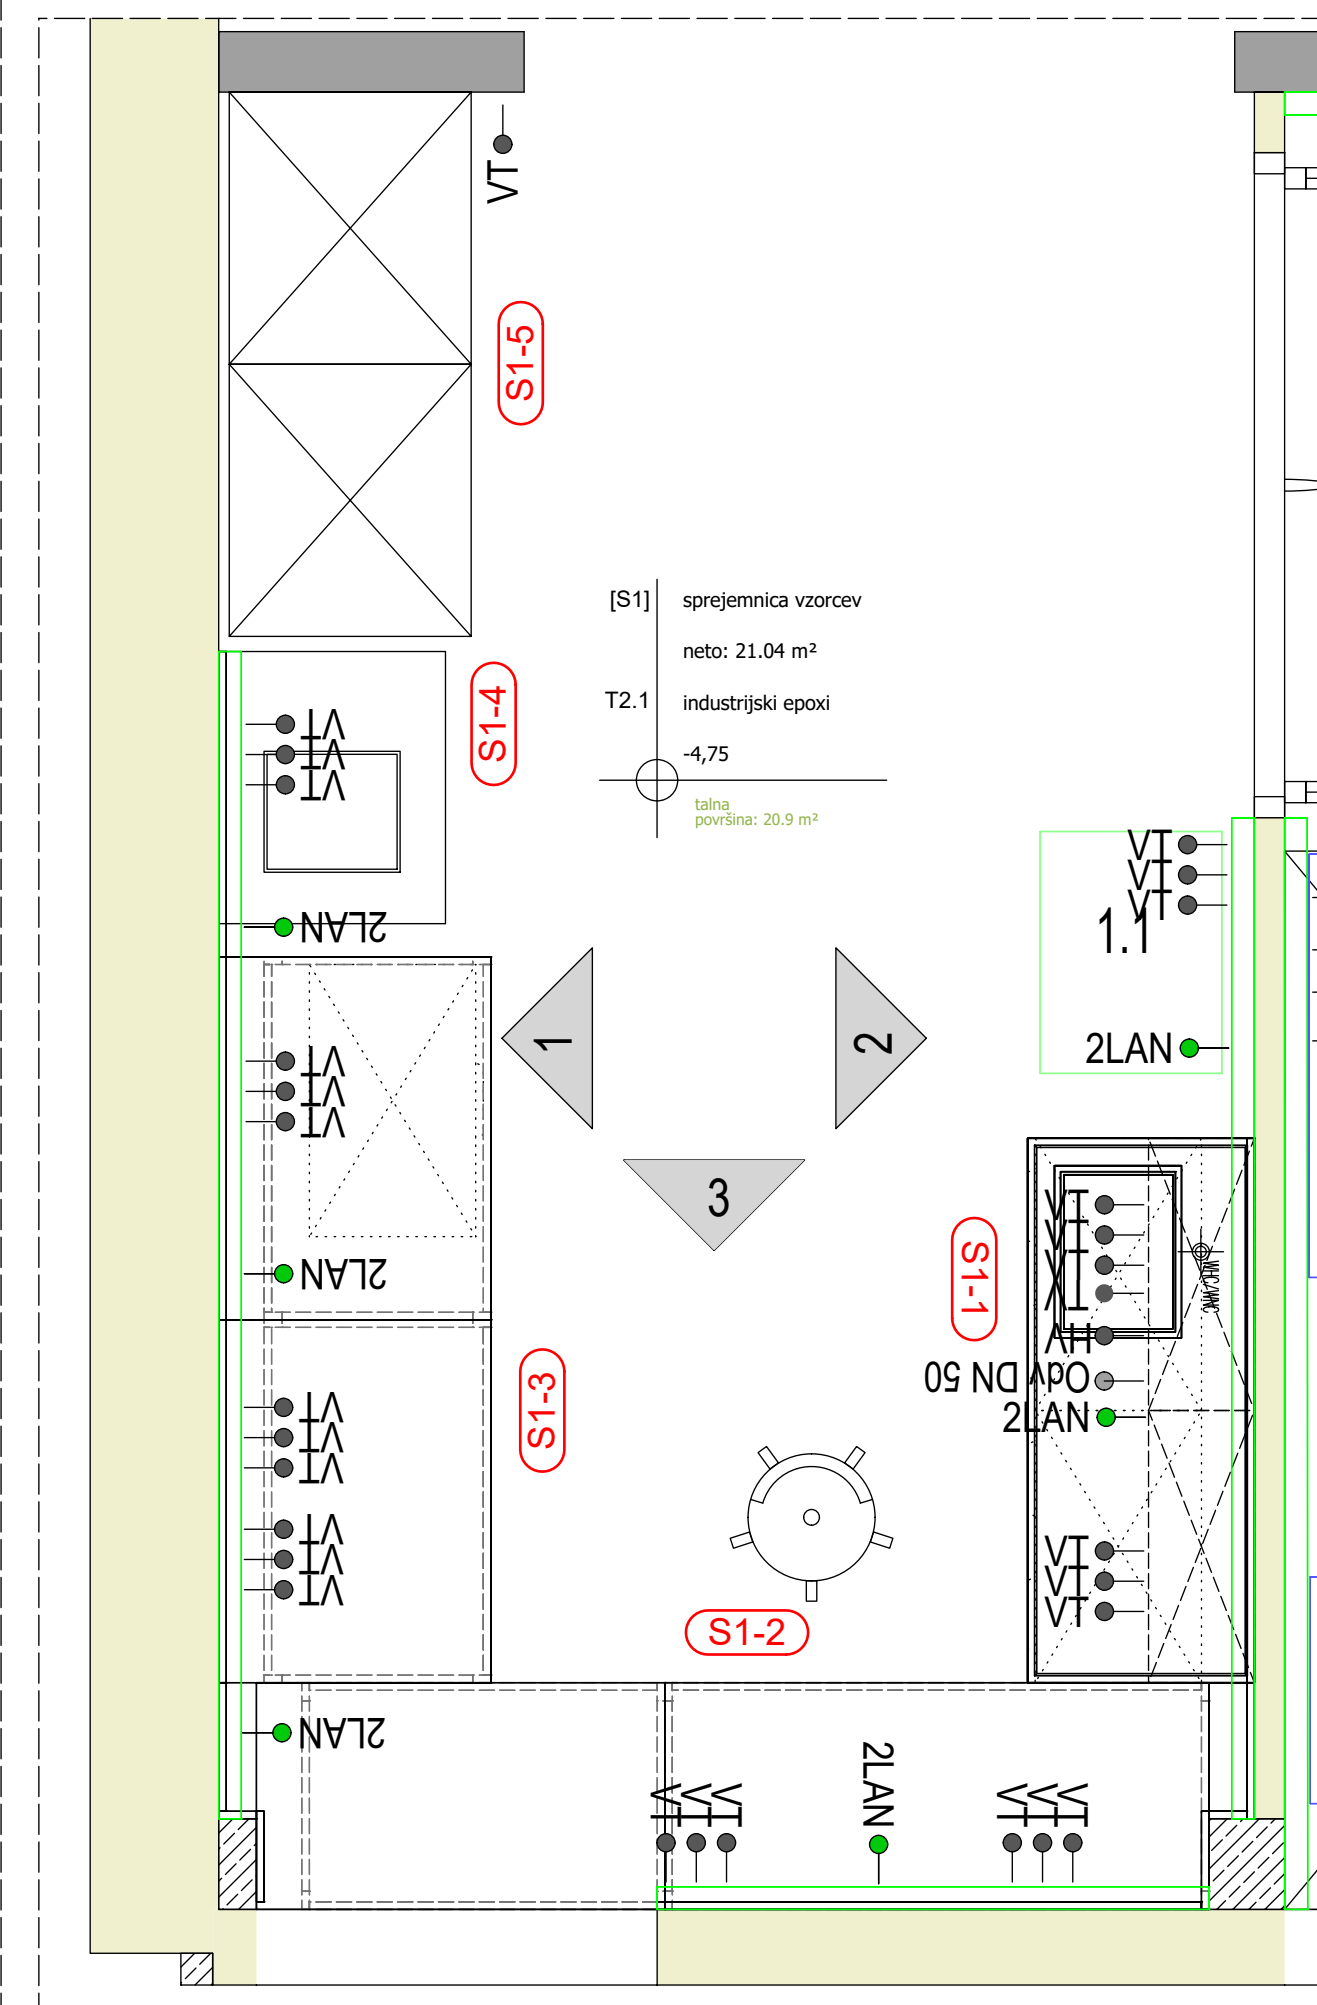 VT
S1-5
[S1] sprejemnica vzorcev
neto: 21.04 m²
T2.1 industrijski epoxi
-4,75
talna
površina: 20.9 m²
S1-4
VT
VT
VT
2LAN
VT
VT
VT
1.1
2LAN
1
2
3
VT
VT
VT
2LAN
S1-1
VT
VT
VT
WHC/WNC
HV
Odv DN 50
2LAN
S1-3
VT
VT
VT
VT
VT
VT
VT
VT
VT
S1-2
2LAN
VT
VT
VT
2LAN
VT
VT
VT